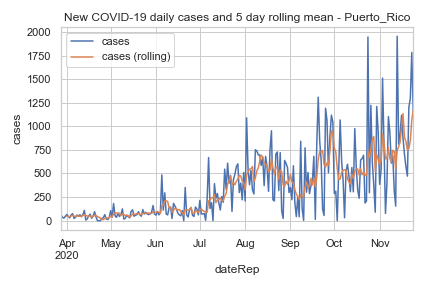 New COVID-19 daily cases and 5 day rolling mean - Puerto_Rico
cases
cases (rolling)
2000
1750
1500
1250
1000
750
500
250
0
cases
Apr May Jun Jul Aug Sep Oct Nov
2020
dateRep